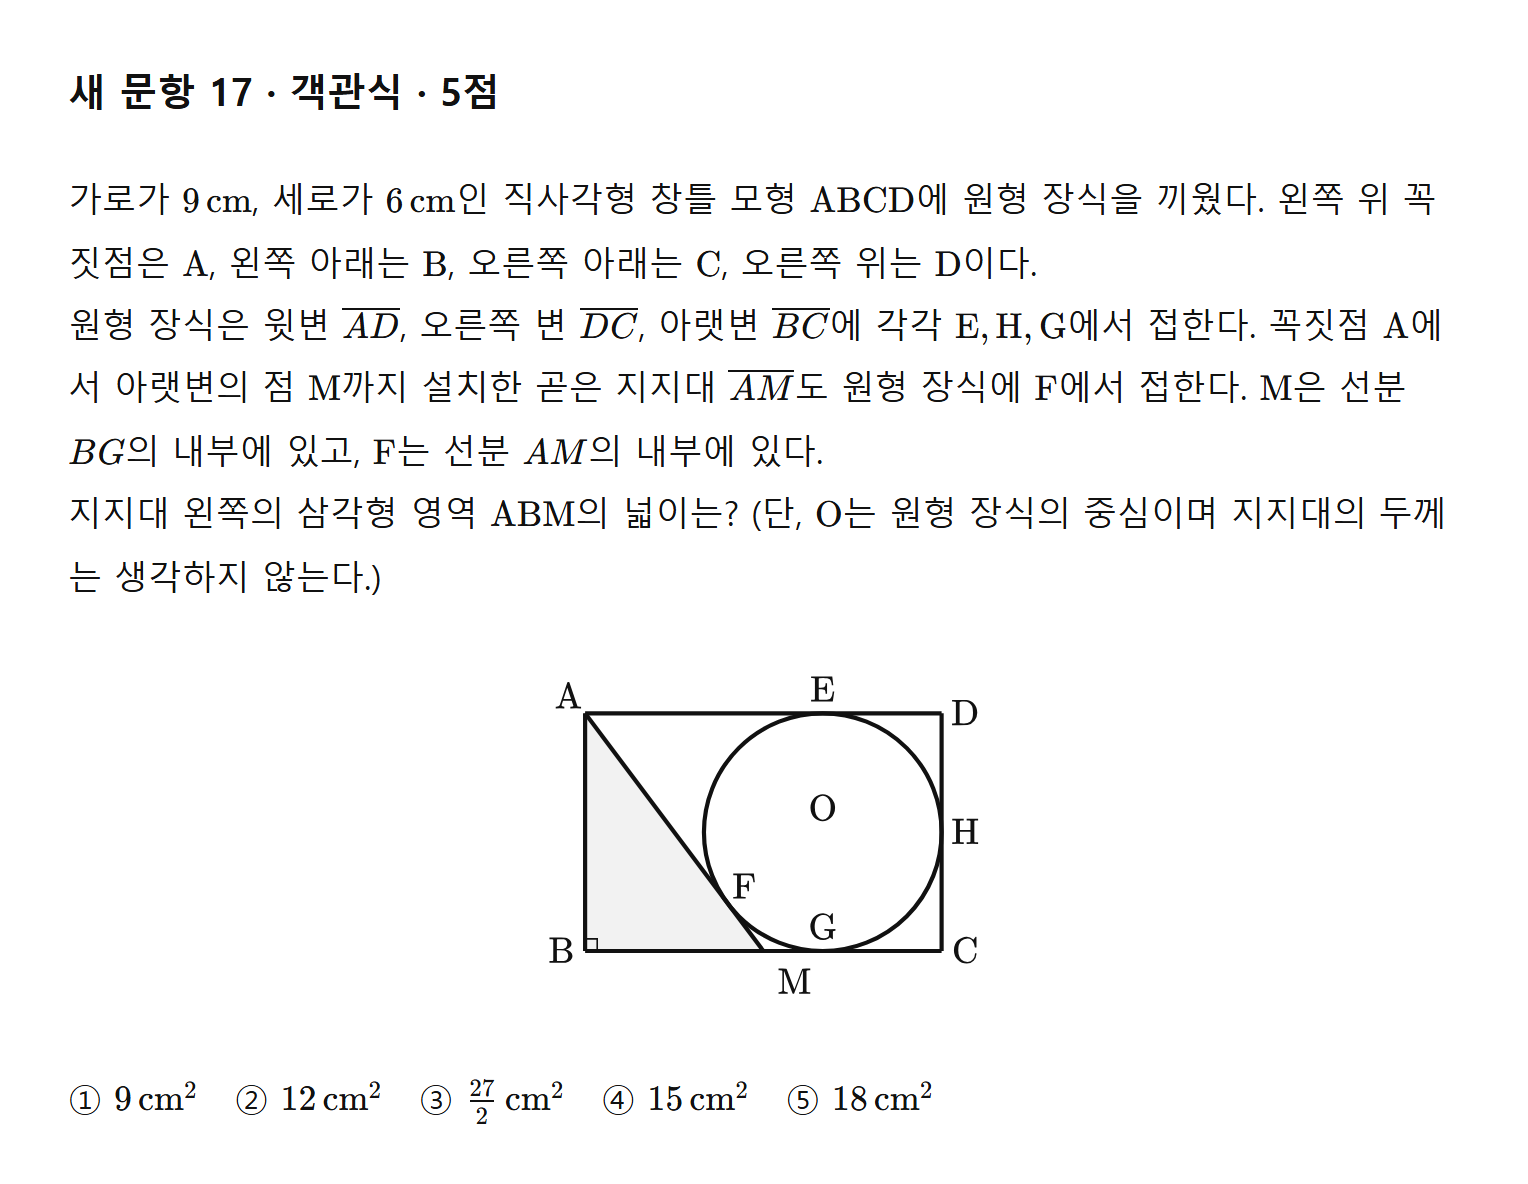 새 문항 17 · 객관식 · 5점
가로가 9 cm, 세로가 6 cm인 직사각형 창틀 모형 ABCD에 원형 장식을 끼웠다. 왼쪽 위 꼭
짓점은 A, 왼쪽 아래는 B, 오른쪽 아래는 C, 오른쪽 위는 D이다.
원형 장식은 윗변 $\overline{AD}$, 오른쪽 변 $\overline{DC}$, 아랫변 $\overline{BC}$에 각각 E, H, G에서 접한다. 꼭짓점 A에
서 아랫변의 점 M까지 설치한 곧은 지지대 $\overline{AM}$도 원형 장식에 F에서 접한다. M은 선분
BG의 내부에 있고, F는 선분 AM의 내부에 있다.
지지대 왼쪽의 삼각형 영역 ABM의 넓이는? (단, O는 원형 장식의 중심이며 지지대의 두께
는 생각하지 않는다.)
A
E
D
O
H
F
G
B
C
M
① 9 cm² ② 12 cm² ③ $\frac{27}{2}$ cm² ④ 15 cm² ⑤ 18 cm²